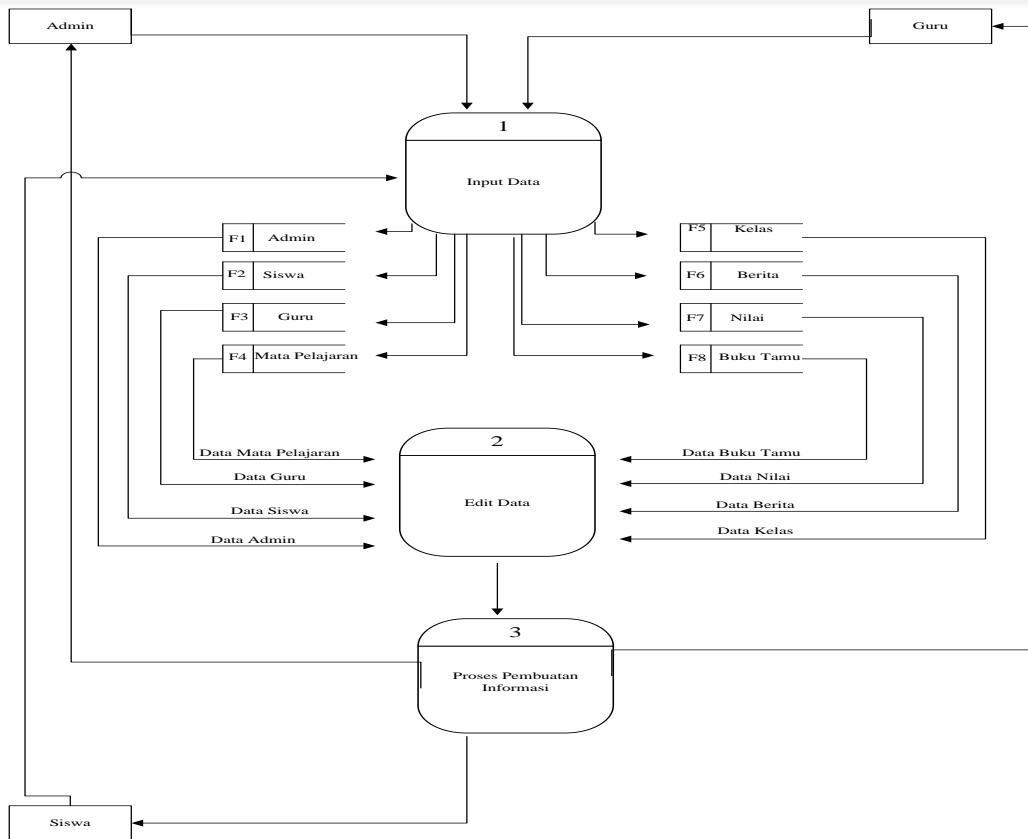 Admin
Guru
1
Input Data
F1 Admin
F2 Siswa
F3 Guru
F4 Mata Pelajaran
F5 Kelas
F6 Berita
F7 Nilai
F8 Buku Tamu
2
Edit Data
Data Mata Pelajaran
Data Guru
Data Siswa
Data Admin
Data Buku Tamu
Data Nilai
Data Berita
Data Kelas
3
Proses Pembuatan
Informasi
Siswa